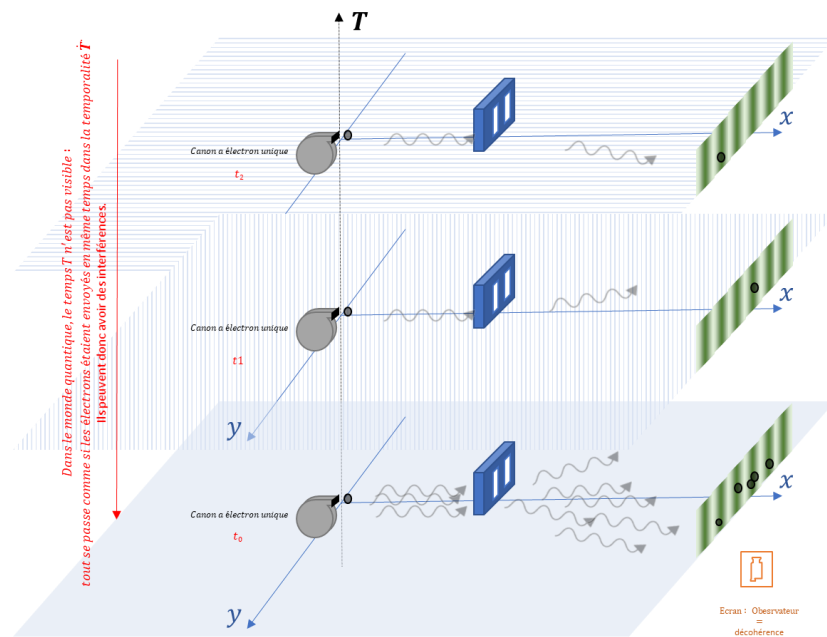 T
Dans le monde quantique, le temps T n'est pas visible :
tout se passe comme si les électrons étaient envoyés en même temps dans la temporalité T
Ils peuvent donc avoir des interférences.
x
Canon a électron unique
t₂
x
Canon a électron unique
t1
y
x
Canon a électron unique
t₀
y
Ecran : Obesrvateur
=
décohérence